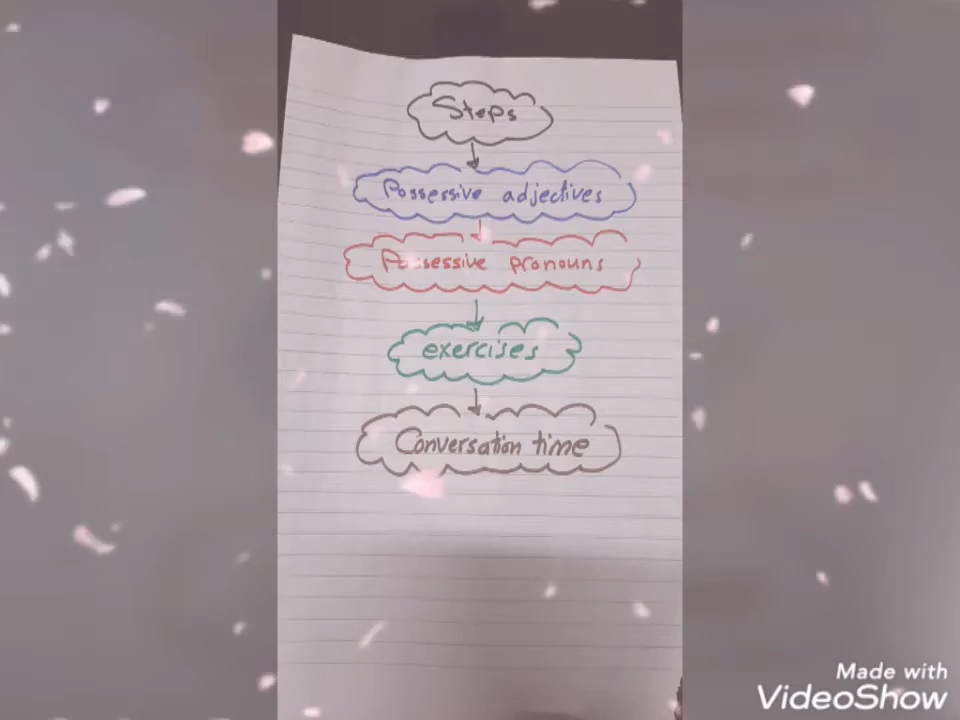 Steps
Possessive adjectives
Possessive pronouns
exercises
Conversation time
Made with
VideoShow